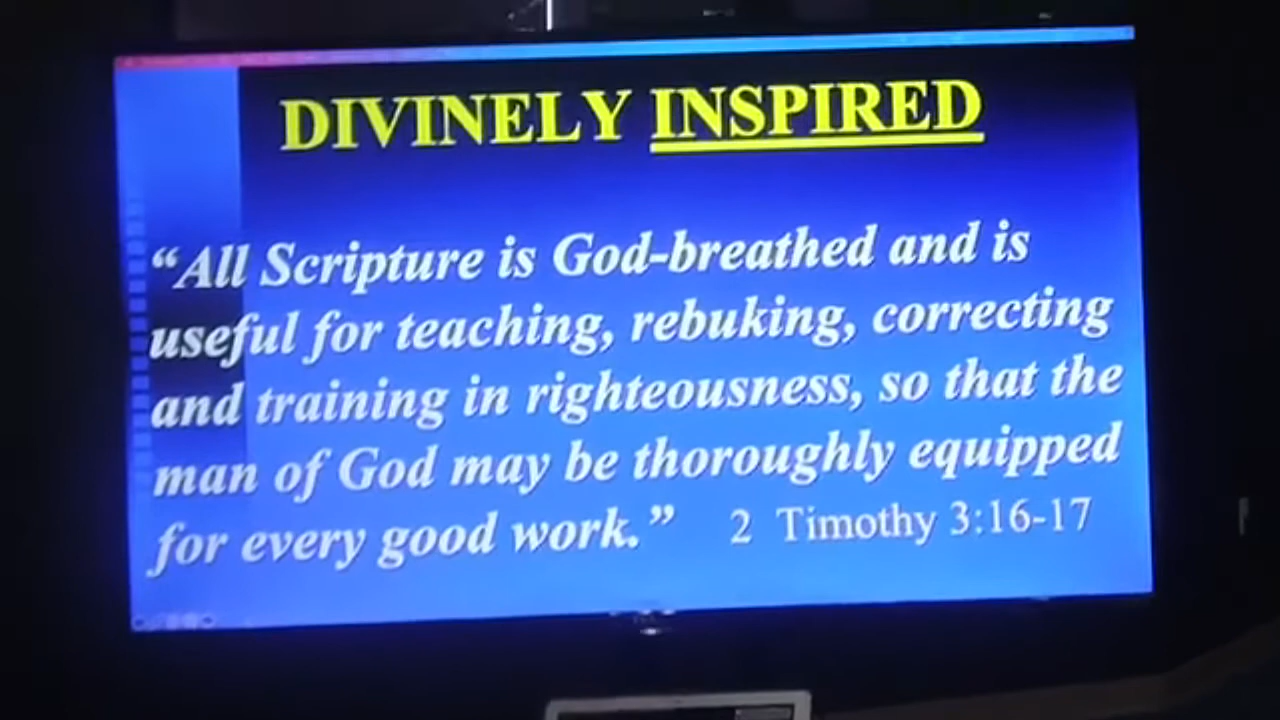 DIVINELY INSPIRED
“All Scripture is God-breathed and is
useful for teaching, rebuking, correcting
and training in righteousness, so that the
man of God may be thoroughly equipped
for every good work.” 2 Timothy 3:16-17